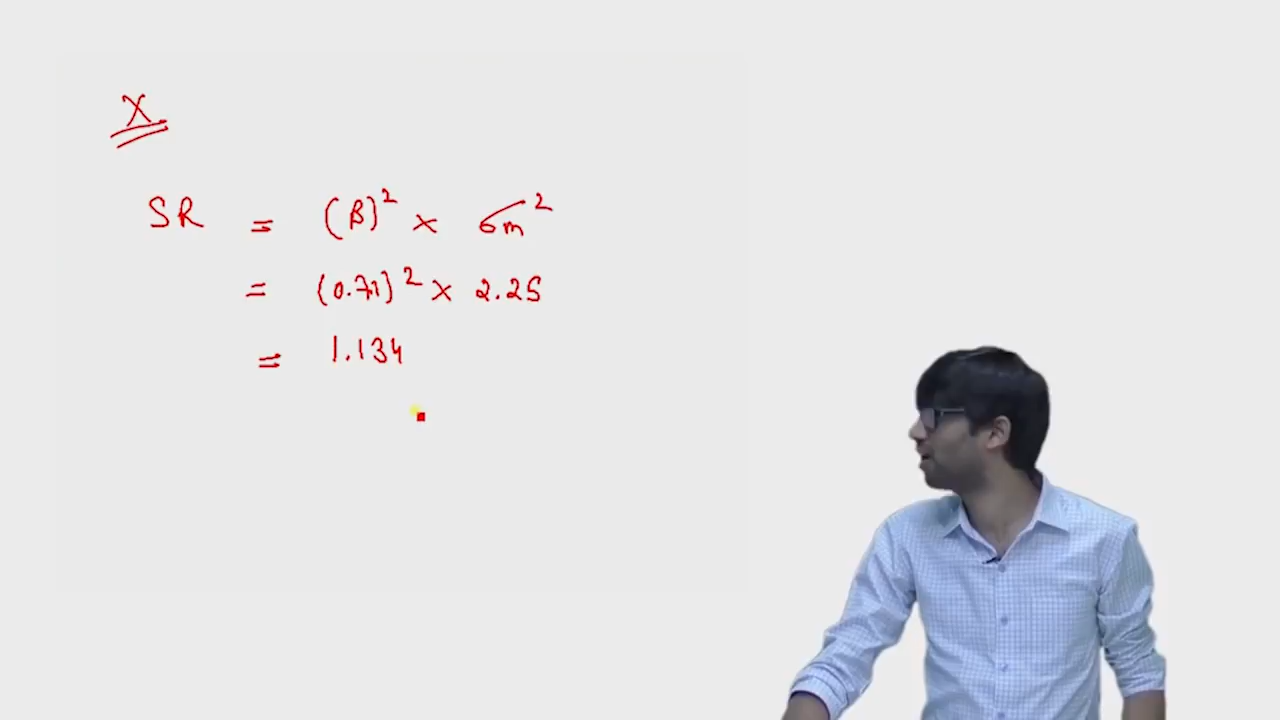 X
SR = (β)² × σm²
= (0.71)² × 2.25
= 1.134